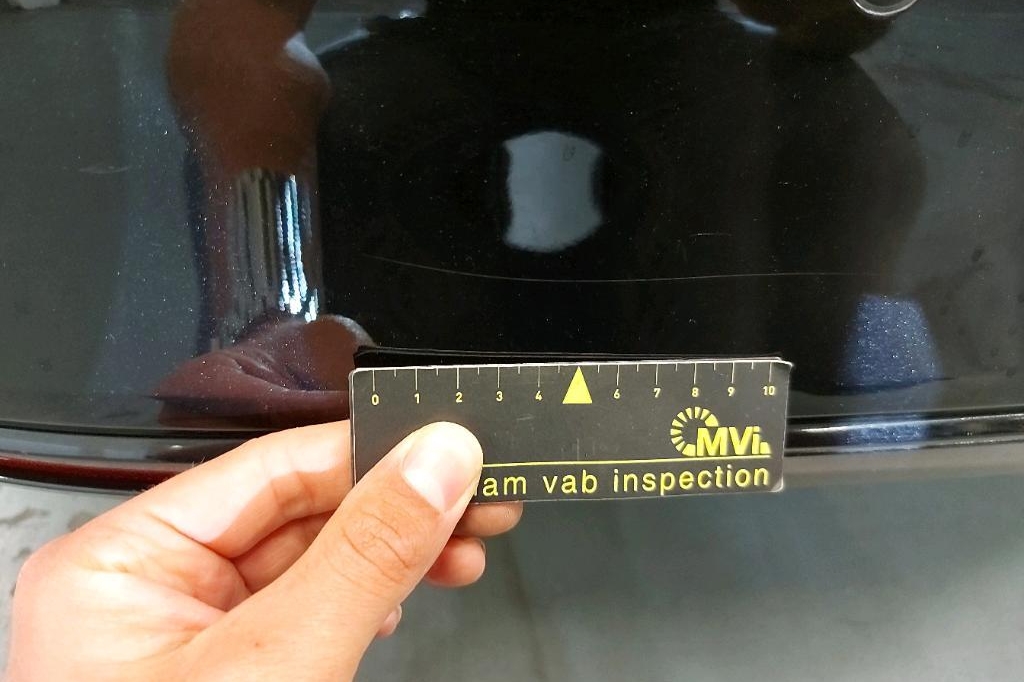 0 1 2 3 4 6 7 8 9 10
MVi
am vab inspection